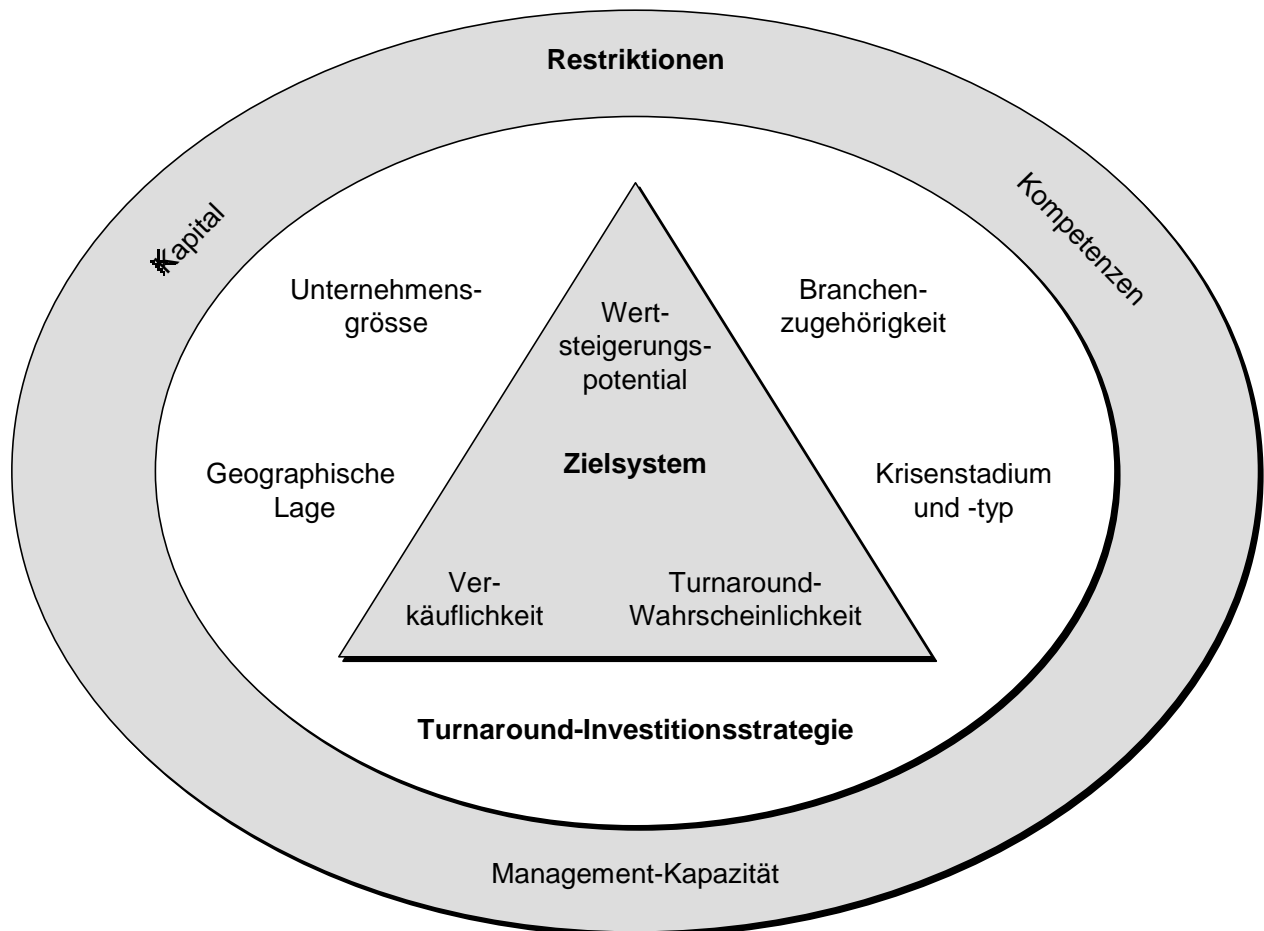 Restriktionen
Kapital
Kompetenzen
Unternehmens-
grösse
Branchen-
zugehörigkeit
Wert-
steigerungs-
potential
Zielsystem
Geographische
Lage
Krisenstadium
und -typ
Ver-
käuflichkeit
Turnaround-
Wahrscheinlichkeit
Turnaround-Investitionsstrategie
Management-Kapazität